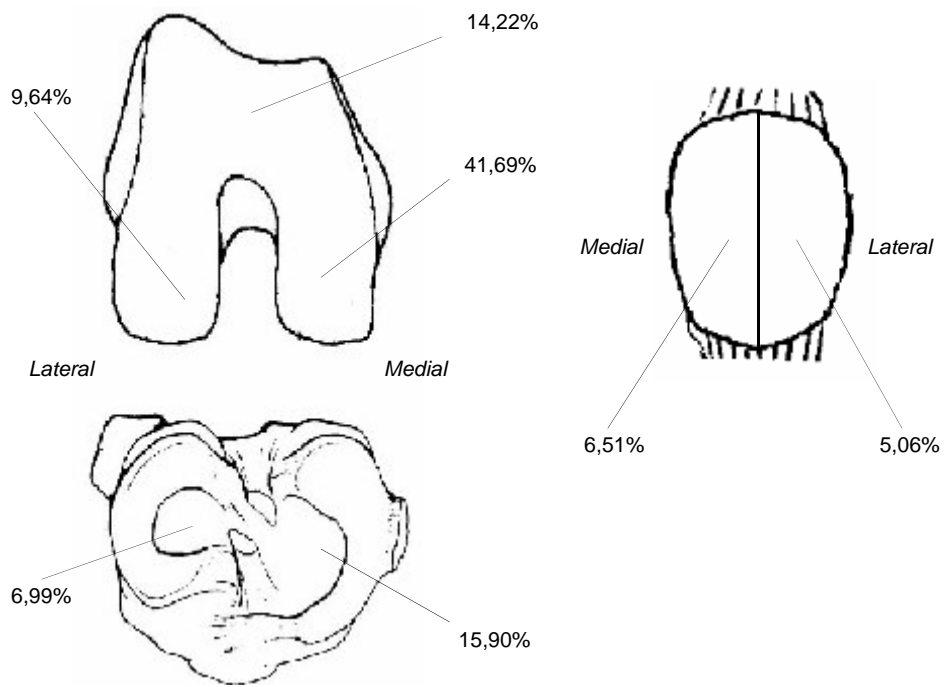 14,22%
9,64%
41,69%
Medial
Lateral
Lateral
Medial
6,51%
5,06%
6,99%
15,90%